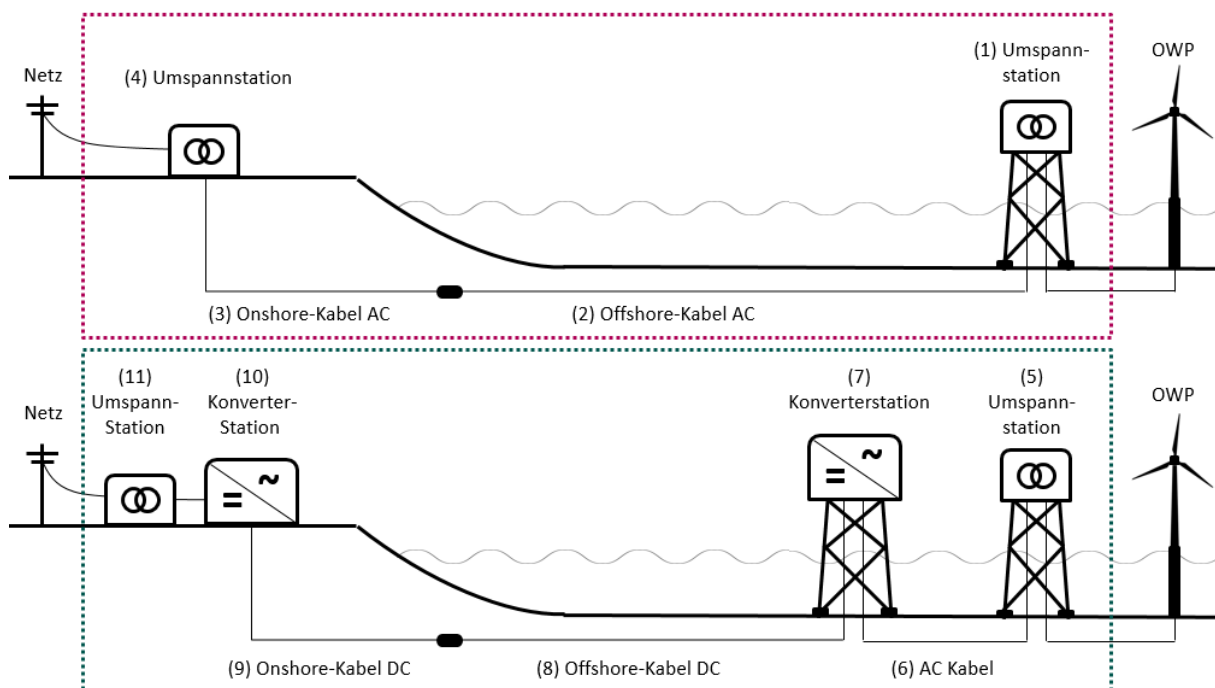 Netz
(4) Umspannstation
(1) Umspann-
station
OWP
(3) Onshore-Kabel AC
(2) Offshore-Kabel AC
Netz
(11)
Umspann-
Station
(10)
Konverter-
Station
(7)
Konverterstation
(5)
Umspann-
station
OWP
(9) Onshore-Kabel DC
(8) Offshore-Kabel DC
(6) AC Kabel